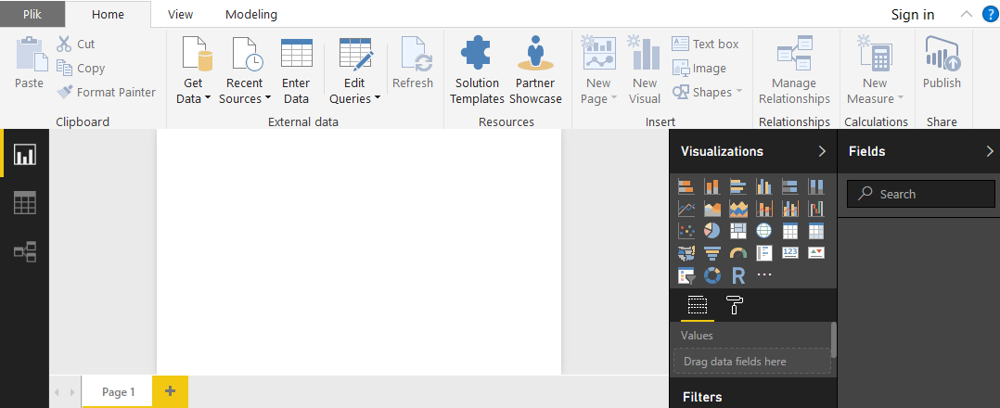 Plik Home View Modeling Sign in ?
Paste
Cut
Copy
Format Painter
Clipboard
Get Data
Recent Sources
Enter Data
Edit Queries
Refresh
External data
Solution Templates
Partner Showcase
Resources
New Page
New Visual
Text box
Image
Shapes
Insert
Manage Relationships
Relationships
New Measure
Calculations
Publish
Share
Visualizations
123
R
...
Values
Drag data fields here
Filters
Fields
Search
Page 1 +